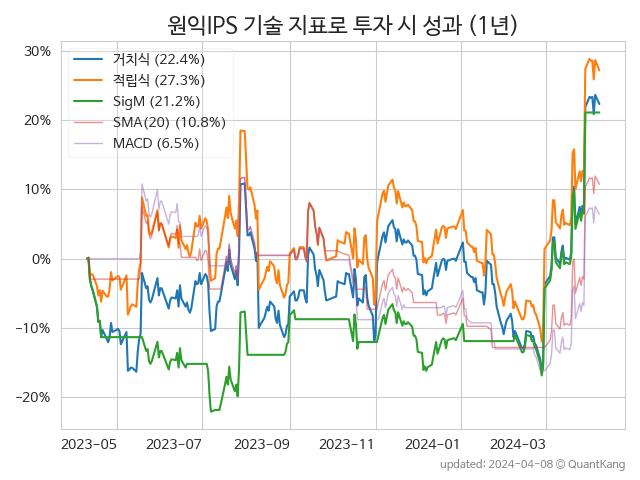 원익IPS 기술 지표로 투자 시 성과 (1년)
30%
20%
10%
0%
−10%
−20%
거치식 (22.4%)
적립식 (27.3%)
SigM (21.2%)
SMA(20) (10.8%)
MACD (6.5%)
2023-05 2023-07 2023-09 2023-11 2024-01 2024-03
updated: 2024-04-08 © QuantKang